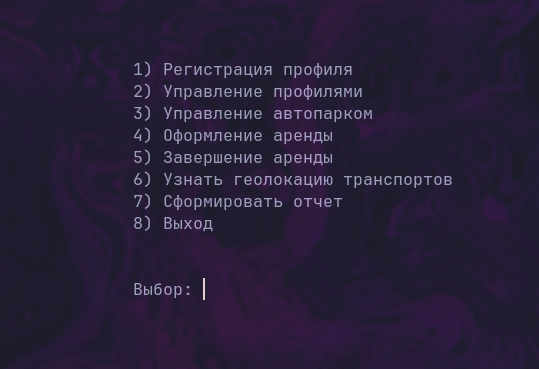 1) Регистрация профиля
2) Управление профилями
3) Управление автопарком
4) Оформление аренды
5) Завершение аренды
6) Узнать геолокацию транспортов
7) Сформировать отчет
8) Выход
Выбор: